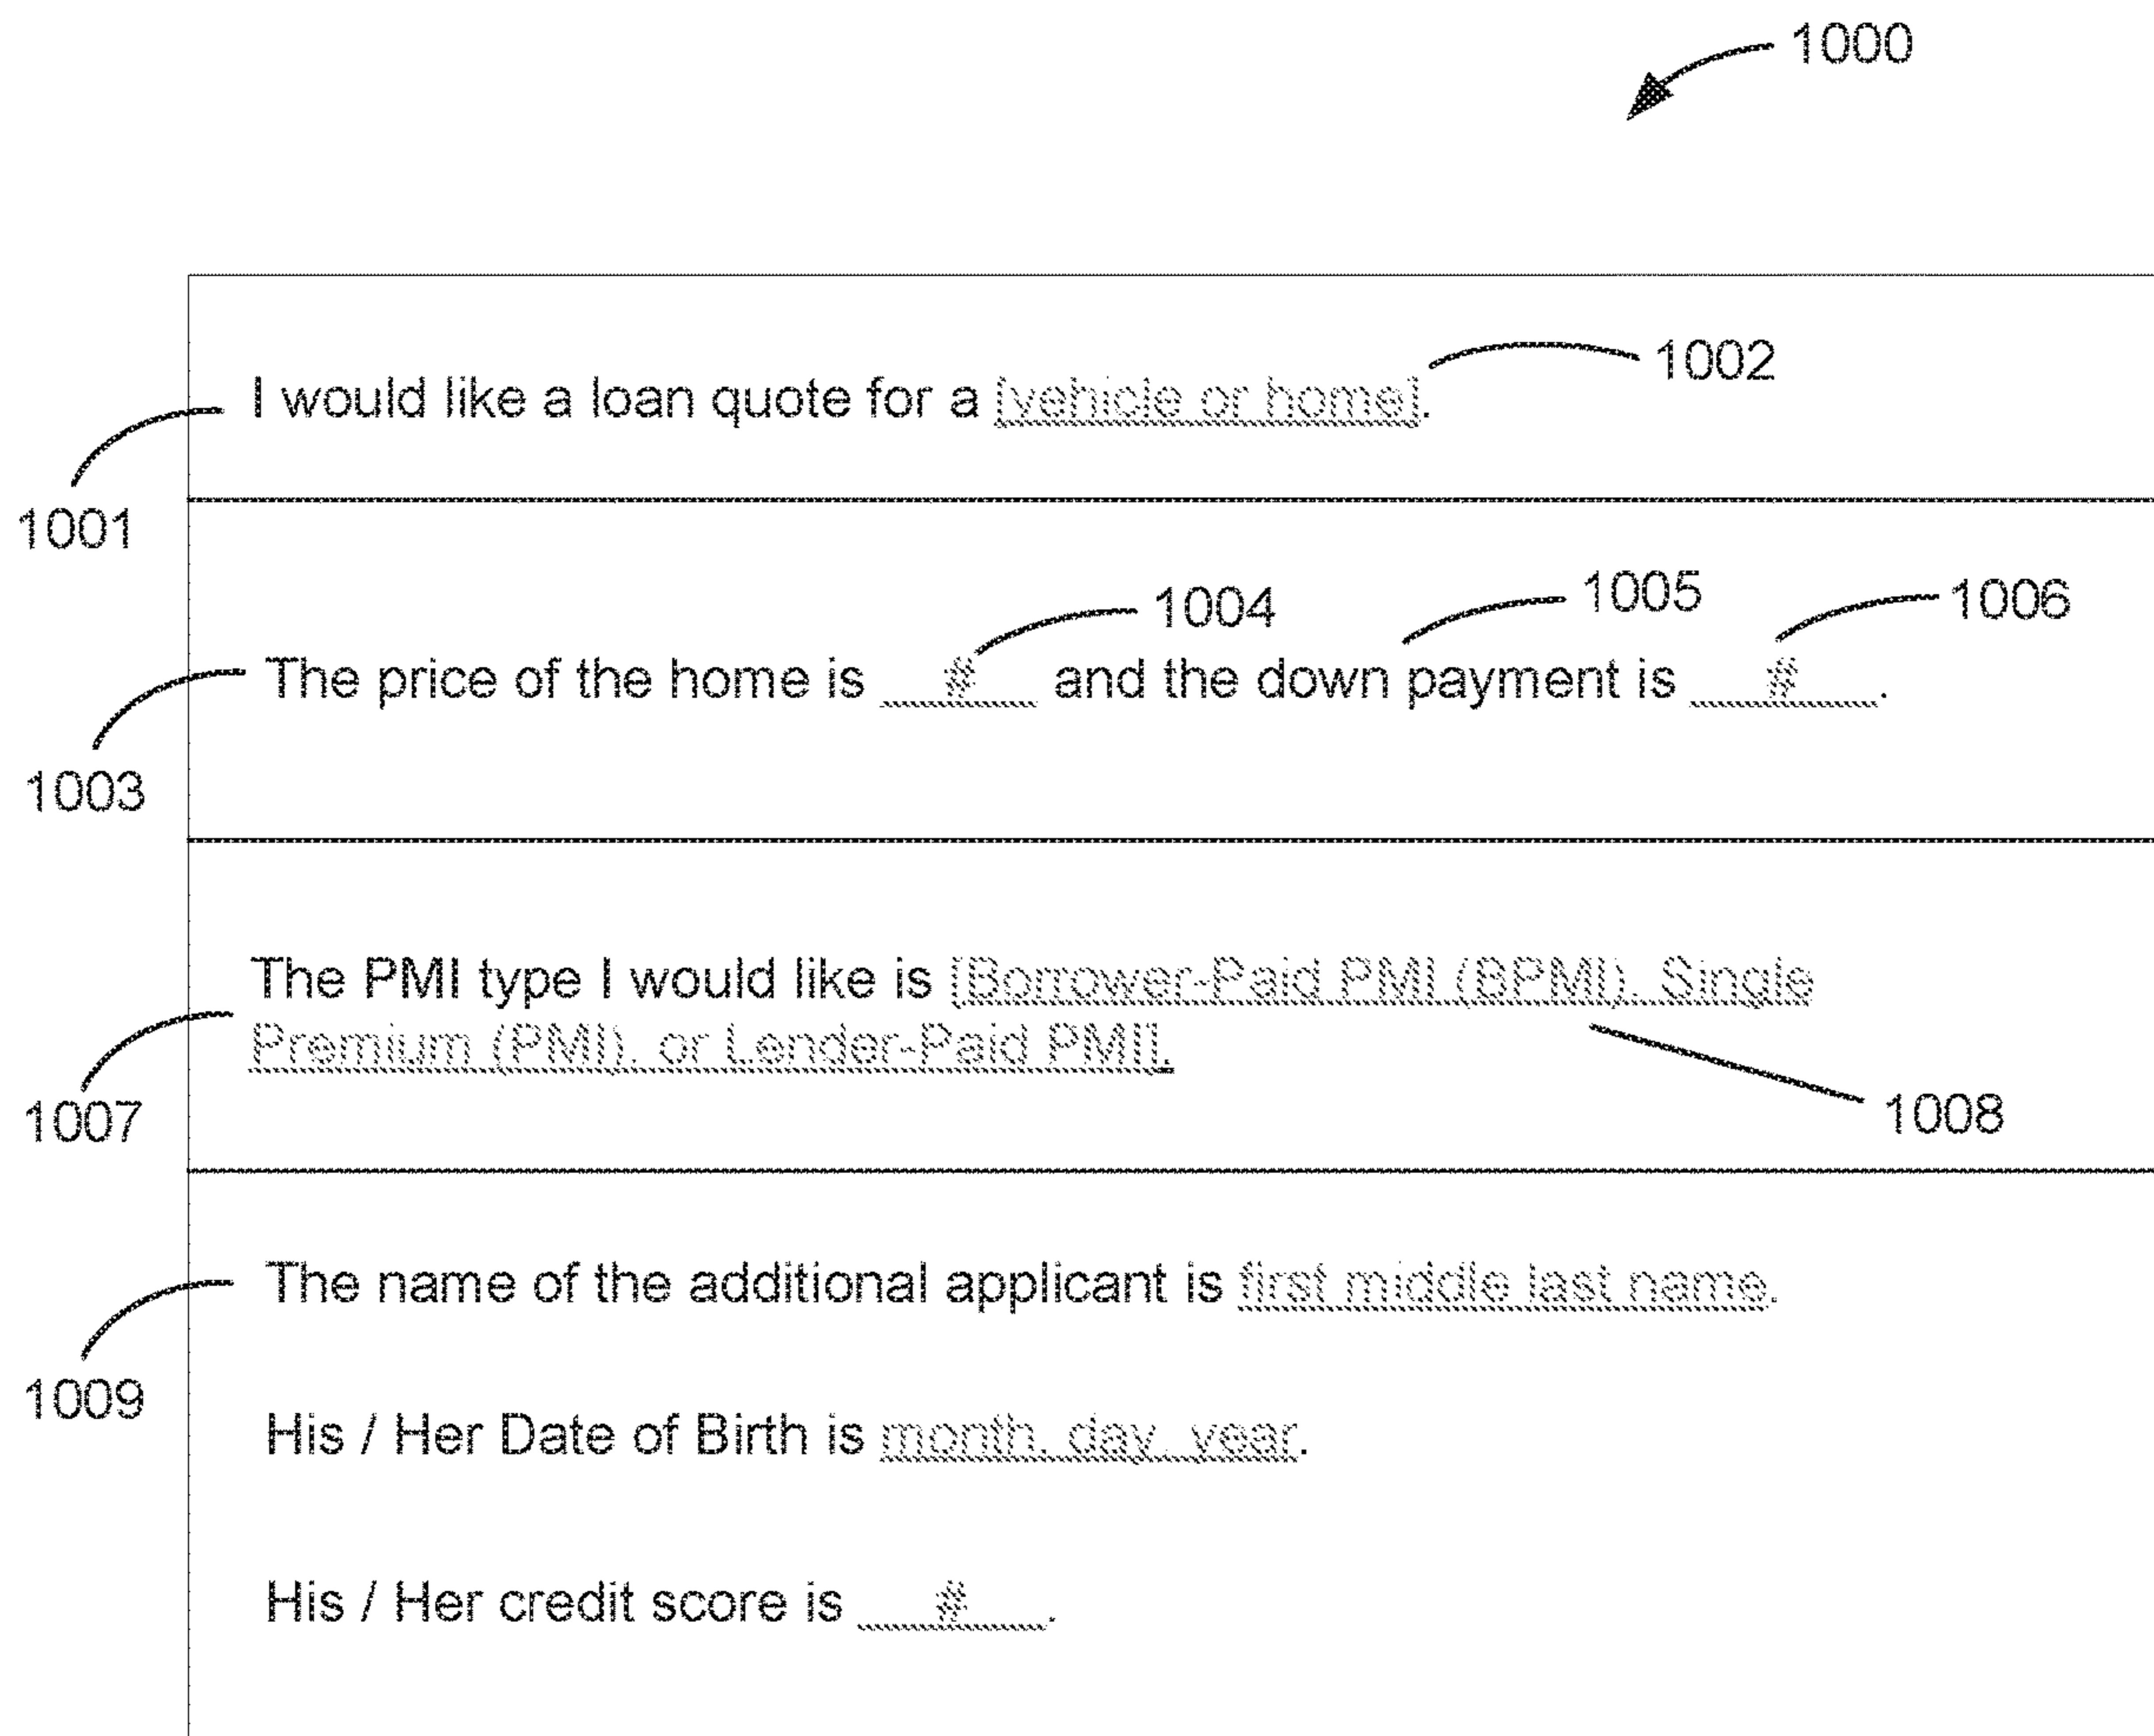 1000
I would like a loan quote for a [vehicle or home].
1002
1001
1004
1005
1006
The price of the home is # and the down payment is #.
1003
The PMI type I would like is [Borrower-Paid PMI (BPMI), Single
Premium (PMI), or Lender-Paid PMI].
1007
1008
The name of the additional applicant is first middle last name.
1009
His / Her Date of Birth is month, day, year.
His / Her credit score is #.